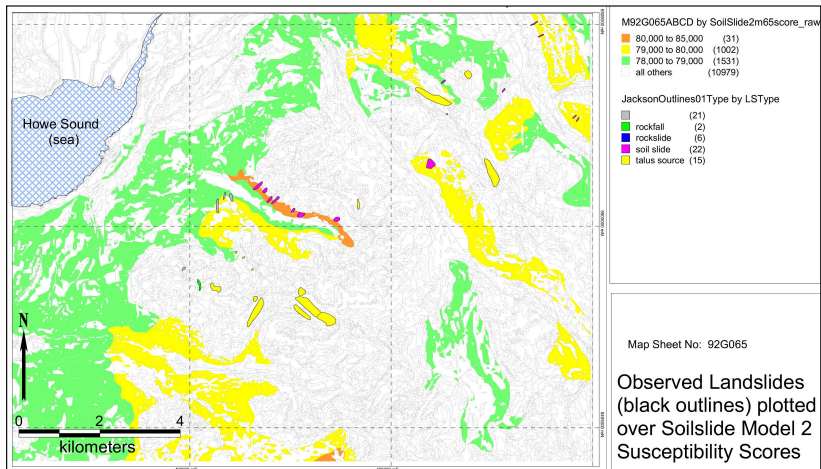 Howe Sound
(sea)
N
0 2 4
kilometers
M92G065ABCD by SoilSlide2m65score_raw
80,000 to 85,000 (31)
79,000 to 80,000 (1002)
78,000 to 79,000 (1531)
all others (10979)
JacksonOutlines01Type by LSType
(21)
rockfall (2)
rockslide (6)
soil slide (22)
talus source (15)
Map Sheet No: 92G065
Observed Landslides
(black outlines) plotted
over Soilslide Model 2
Susceptibility Scores